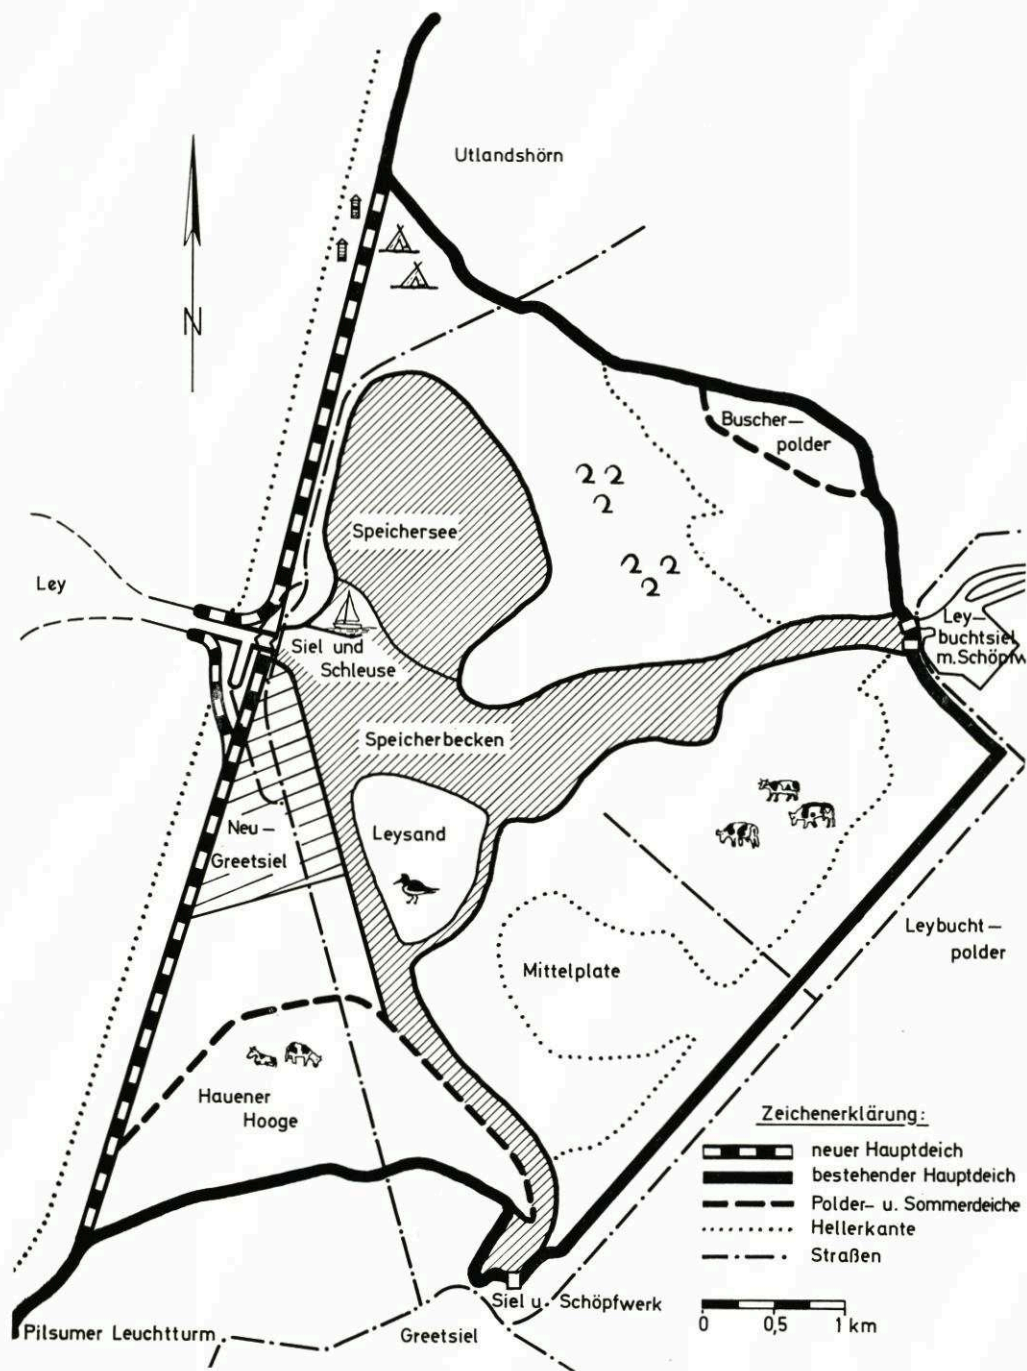 Utlandshörn
N
Buscher—
polder
Speichersee
Ley
Ley—
buchtsiel
m. Schöpfw
Siel und
Schleuse
Speicherbecken
Neu—
Greetsiel
Leysand
Leybucht—
polder
Mittelplate
Hauener
Hooge
Zeichenerklärung:
neuer Hauptdeich
bestehender Hauptdeich
Polder- u. Sommerdeiche
Hellerkante
Straßen
0 0,5 1 km
Siel u. Schöpfwerk
Pilsumer Leuchtturm
Greetsiel